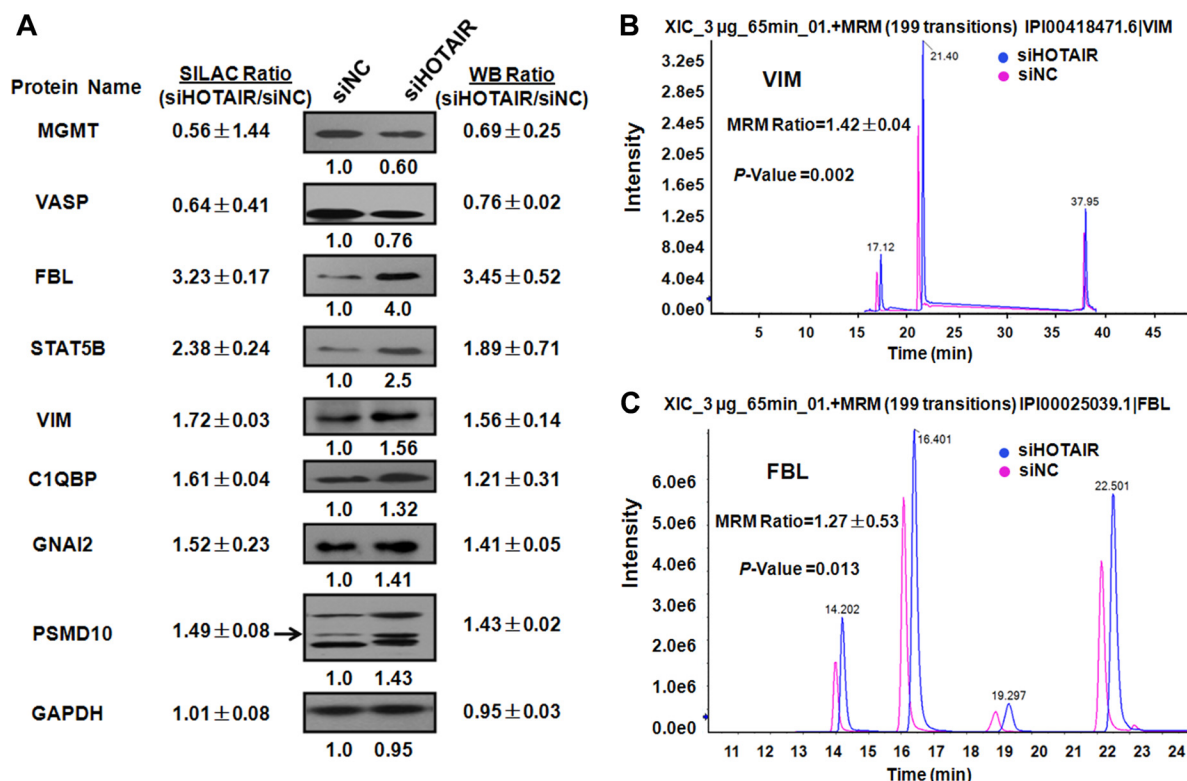 A
Protein Name
SILAC Ratio
(siHOTAIR/siNC)
siNC
siHOTAIR
WB Ratio
(siHOTAIR/siNC)
MGMT 0.56±1.44 0.69±0.25
1.0 0.60
VASP 0.64±0.41 0.76±0.02
1.0 0.76
FBL 3.23±0.17 3.45±0.52
1.0 4.0
STAT5B 2.38±0.24 1.89±0.71
1.0 2.5
VIM 1.72±0.03 1.56±0.14
1.0 1.56
C1QBP 1.61±0.04 1.21±0.31
1.0 1.32
GNAI2 1.52±0.23 1.41±0.05
1.0 1.41
PSMD10 1.49±0.08 1.43±0.02
1.0 1.43
GAPDH 1.01±0.08 0.95±0.03
1.0 0.95
B
XIC_3 μg_65min_01.+MRM (199 transitions) IPI00418471.6|VIM
siHOTAIR
siNC
VIM
MRM Ratio=1.42±0.04
P-Value =0.002
21.40
17.12
37.95
Intensity
3.2e5
2.8e5
2.4e5
2.0e5
1.6e5
1.2e5
8.0e4
4.0e4
0.0e0
5 10 15 20 25 30 35 40 45
Time (min)
C
XIC_3 μg_65min_01.+MRM (199 transitions) IPI00025039.1|FBL
siHOTAIR
siNC
FBL
MRM Ratio=1.27±0.53
P-Value =0.013
16.401
22.501
14.202
19.297
Intensity
6.0e6
5.0e6
4.0e6
3.0e6
2.0e6
1.0e6
0.0e0
11 12 13 14 15 16 17 18 19 20 21 22 23 24
Time (min)